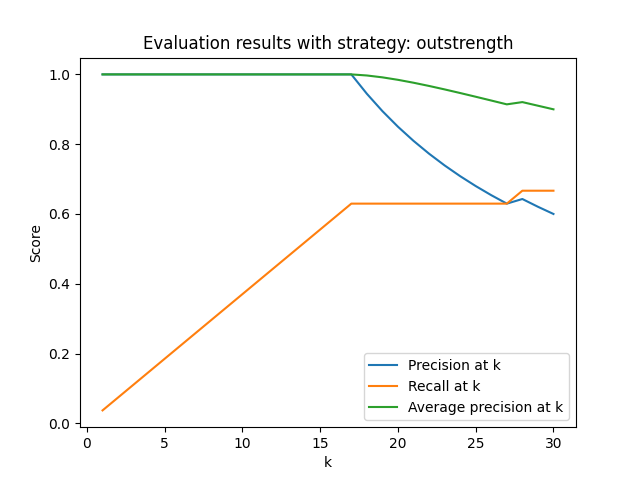 Evaluation results with strategy: outstrength
1.0
0.8
0.6
0.4
0.2
0.0
Score
0
5
10
15
20
25
30
k
Precision at k
Recall at k
Average precision at k